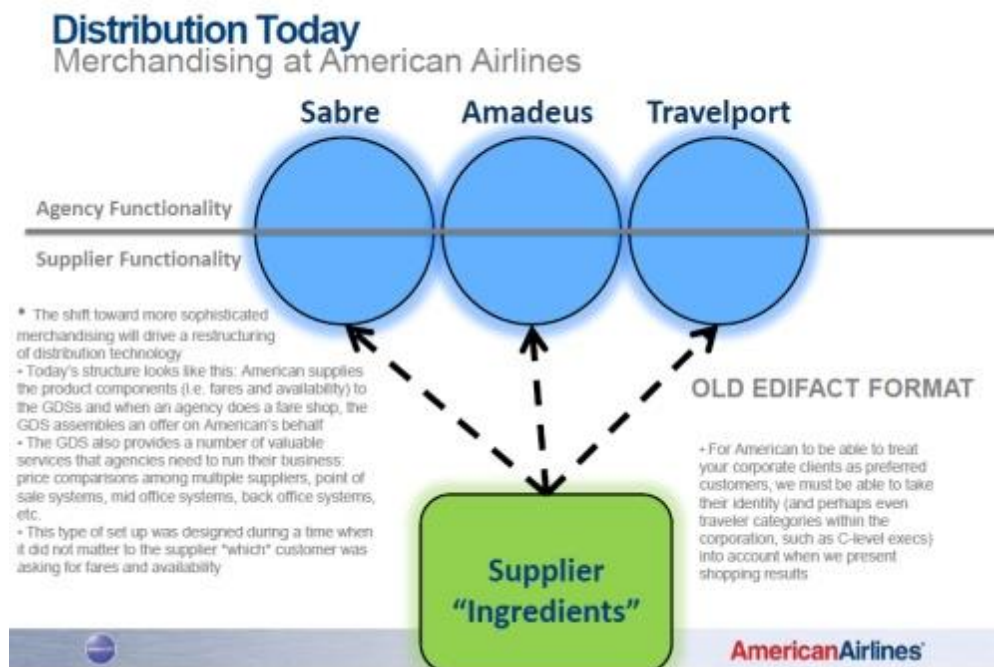 Distribution Today
Merchandising at American Airlines
Sabre
Amadeus
Travelport
Agency Functionality
Supplier Functionality
• The shift toward more sophisticated
merchandising will drive a restructuring
of distribution technology
• Today's structure looks like this: American supplies
the product components (i.e. fares and availability) to
the GDSs and when an agency does a fare shop, the
GDS assembles an offer on American's behalf
• The GDS also provides a number of valuable
services that agencies need to run their business:
price comparisons among multiple suppliers, point of
sale systems, mid office systems, back office systems,
etc.
• This type of set up was designed during a time when
it did not matter to the supplier "which" customer was
asking for fares and availability
OLD EDIFACT FORMAT
• For American to be able to treat
your corporate clients as preferred
customers, we must be able to take
their identity (and perhaps even
traveler categories within the
corporation, such as C-level execs)
into account when we present
shopping results
Supplier
“Ingredients”
AmericanAirlines